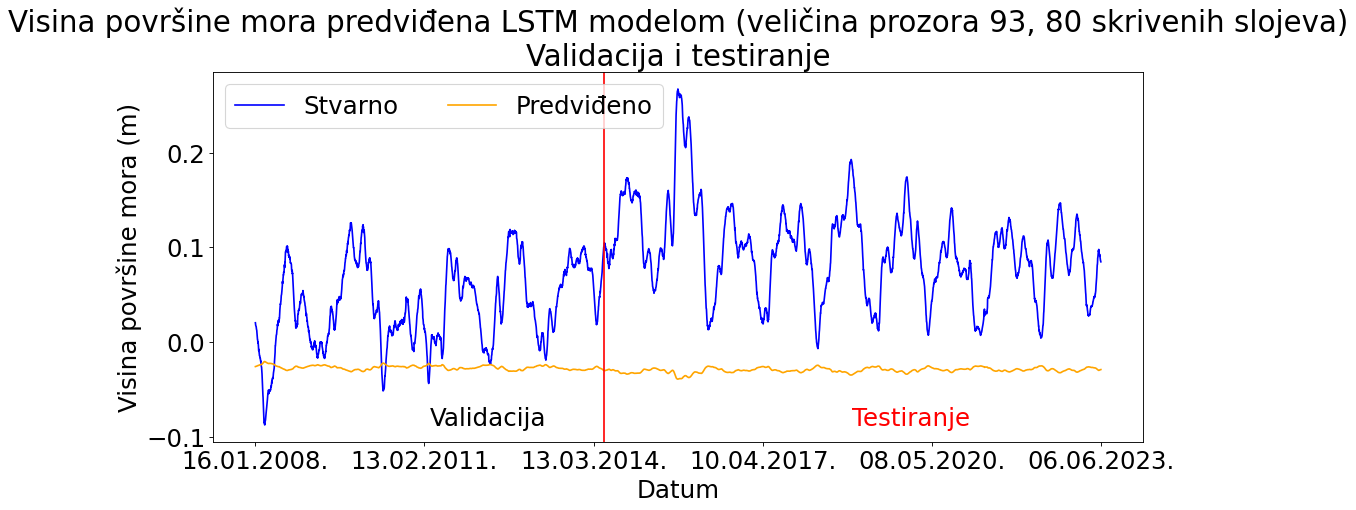 Visina površine mora predviđena LSTM modelom (veličina prozora 93, 80 skrivenih slojeva)
Validacija i testiranje
Stvarno
Predviđeno
Visina površine mora (m)
0.2
0.1
0.0
−0.1
Validacija
Testiranje
16.01.2008.
13.02.2011.
13.03.2014.
10.04.2017.
08.05.2020.
06.06.2023.
Datum